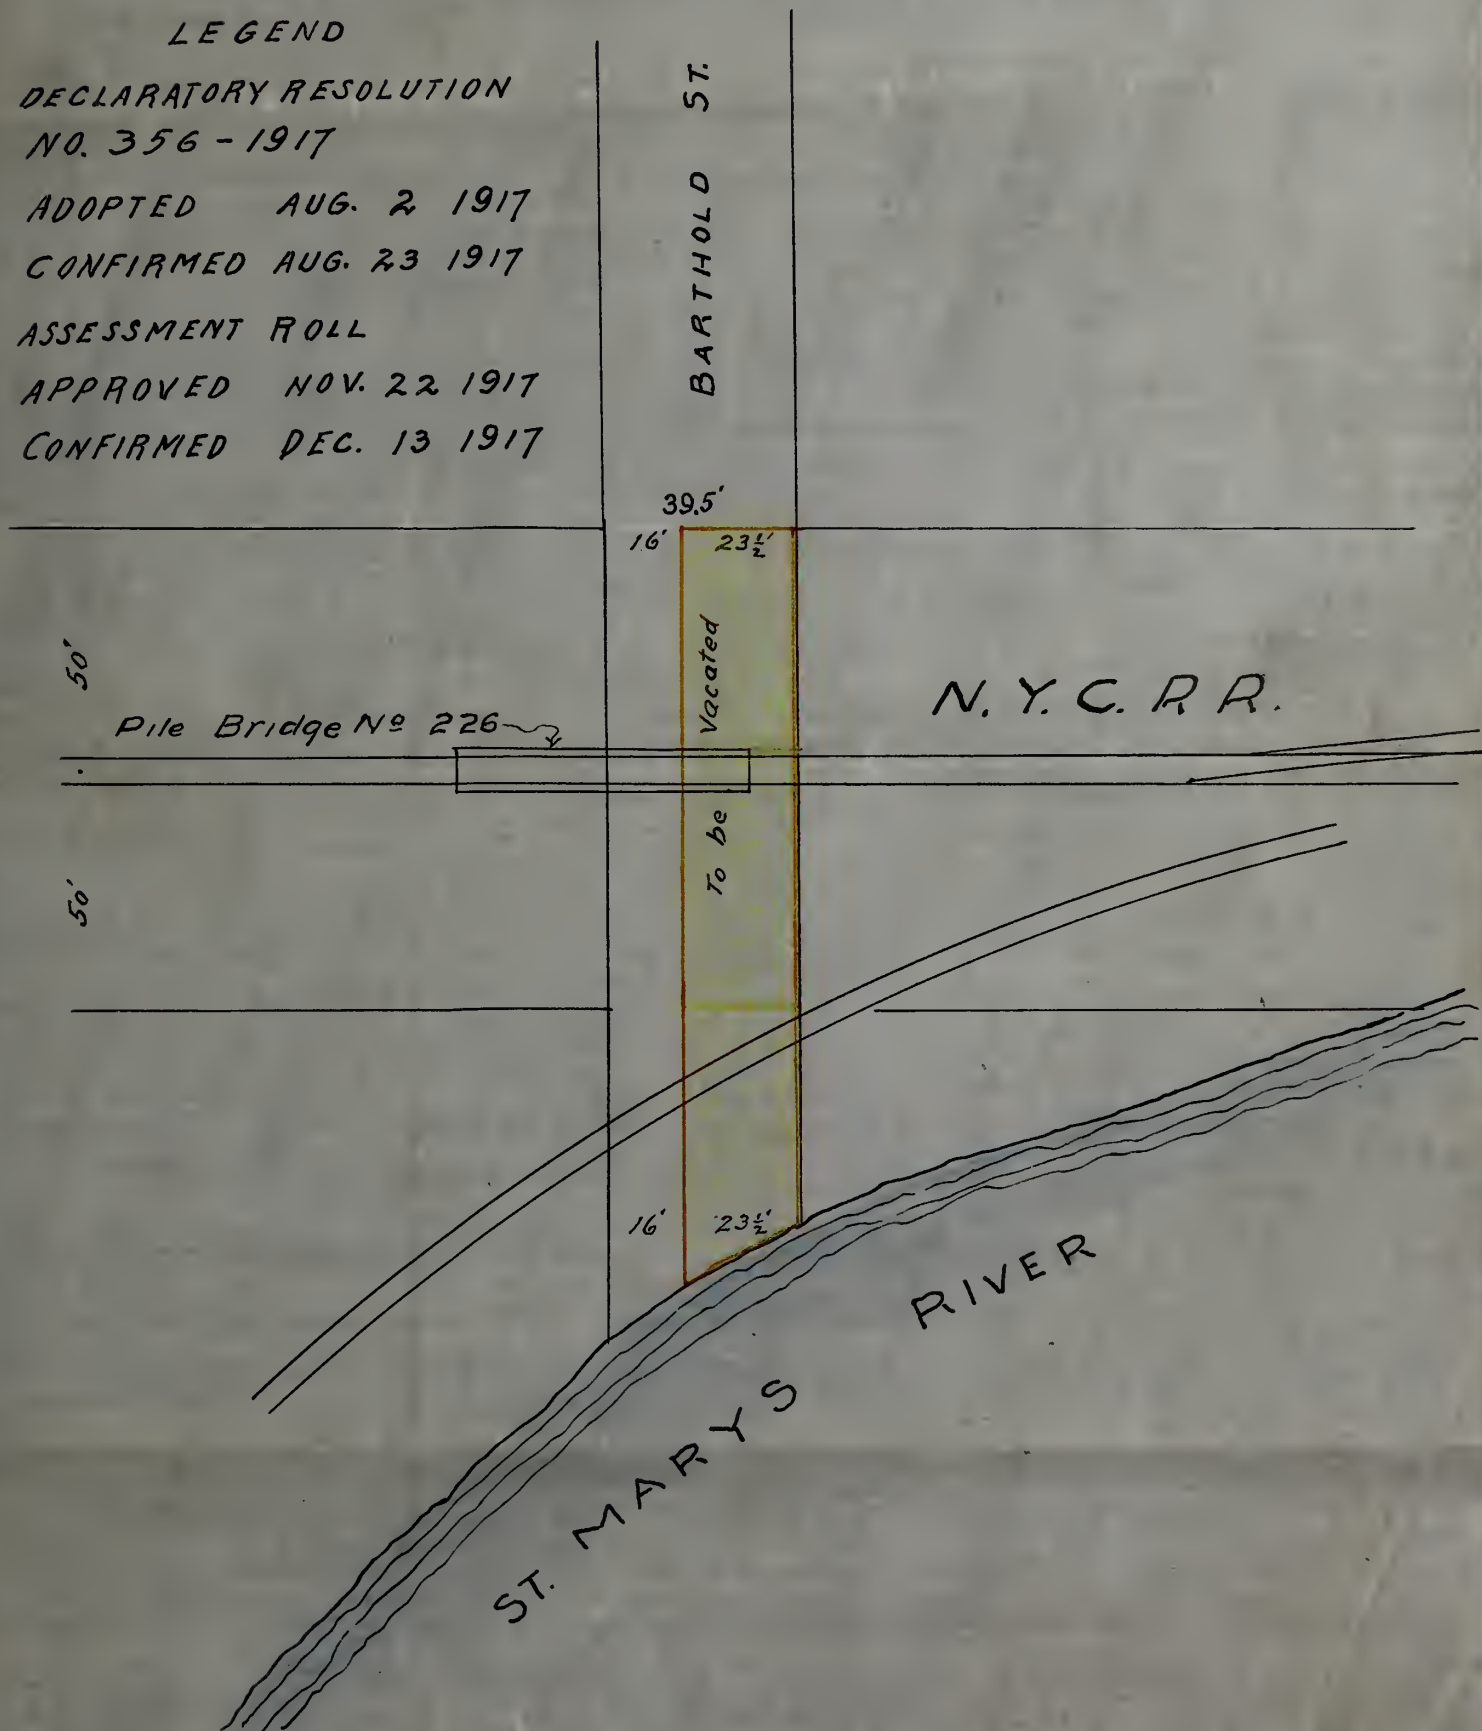 LEGEND
DECLARATORY RESOLUTION
NO. 356 - 1917
ADOPTED AUG. 2 1917
CONFIRMED AUG. 23 1917
ASSESSMENT ROLL
APPROVED NOV. 22 1917
CONFIRMED DEC. 13 1917
BARTHOLD ST.
39.5'
16' 23½'
50'
To be Vacated
N.Y.C. R R.
Pile Bridge Nº 226
50'
16' 23½'
ST. MARYS RIVER